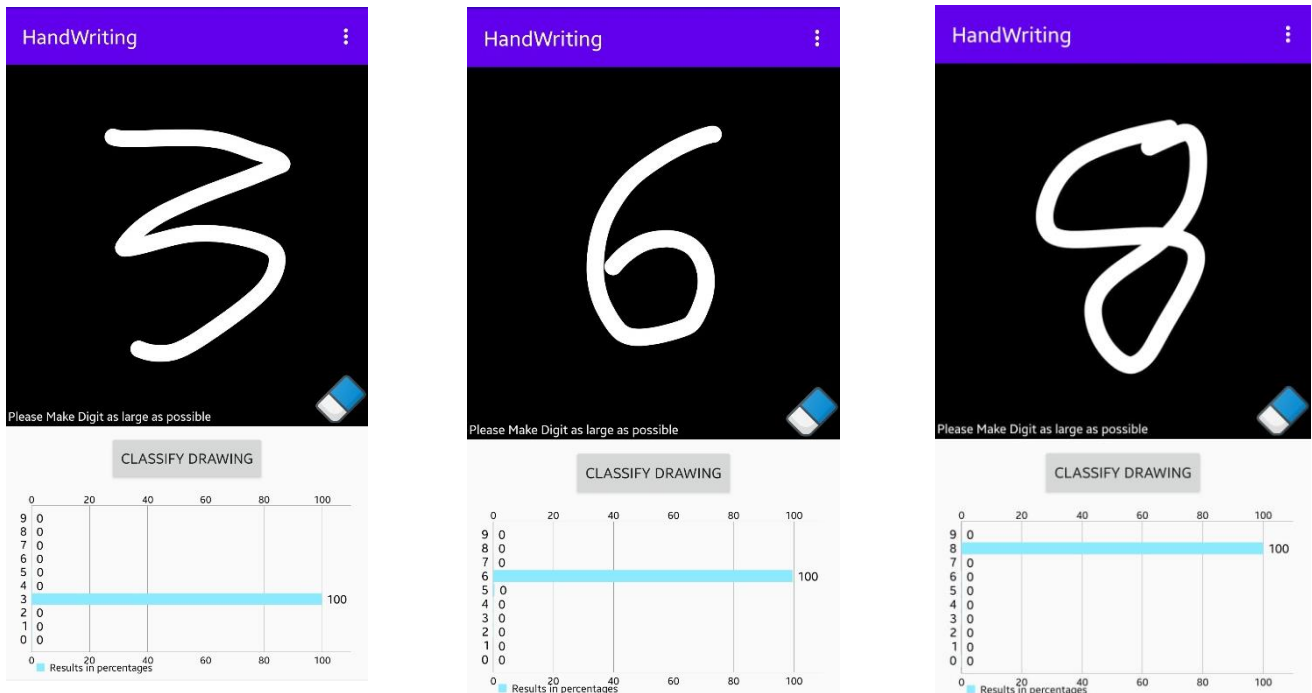 HandWriting
3
Please Make Digit as large as possible
CLASSIFY DRAWING
0 20 40 60 80 100
9 0
8 0
7 0
6 0
5 0
4 0
3 100
2 0
1 0
0 0
0 20 40 60 80 100
Results in percentages
HandWriting
6
Please Make Digit as large as possible
CLASSIFY DRAWING
0 20 40 60 80 100
9 0
8 0
7 0
6 100
5 0
4 0
3 0
2 0
1 0
0 0
0 20 40 60 80 100
Results in percentages
HandWriting
8
Please Make Digit as large as possible
CLASSIFY DRAWING
0 20 40 60 80 100
9 0
8 100
7 0
6 0
5 0
4 0
3 0
2 0
1 0
0 0
0 20 40 60 80 100
Results in percentages